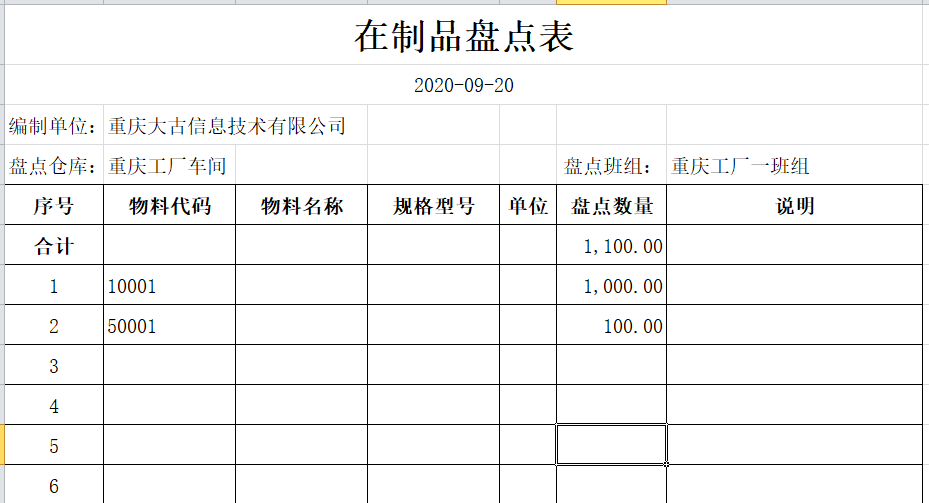 在制品盘点表
2020-09-20
编制单位：重庆大古信息技术有限公司
盘点仓库：重庆工厂车间 盘点班组：重庆工厂一班组
序号 物料代码 物料名称 规格型号 单位 盘点数量 说明
合计 1,100.00
1 10001 1,000.00
2 50001 100.00
3
4
5
6